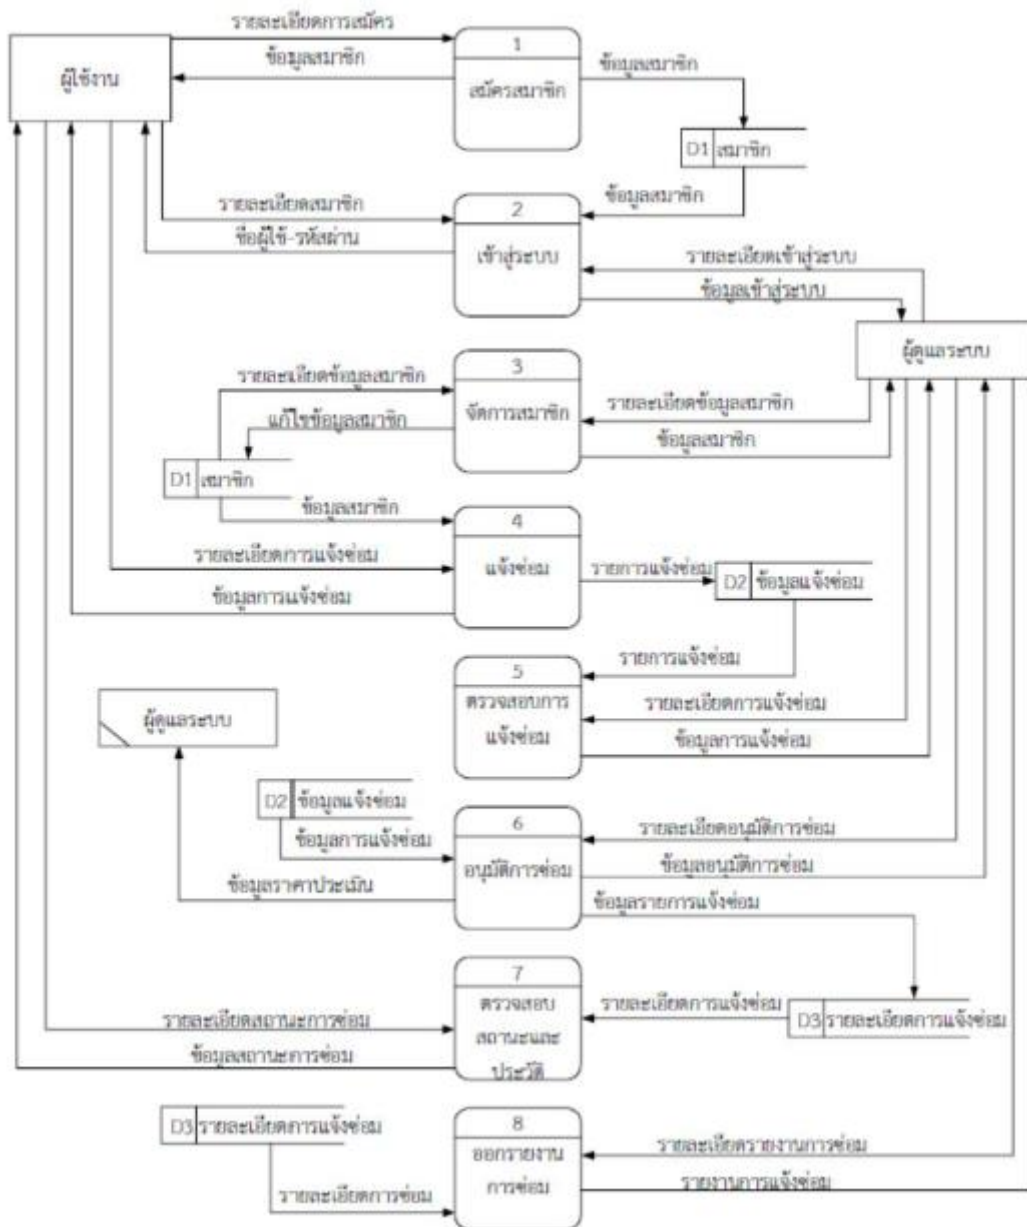 รายละเอียดการสมัคร
ผู้ใช้งาน
ข้อมูลสมาชิก
1
สมัครสมาชิก
ข้อมูลสมาชิก
D1 สมาชิก
รายละเอียดสมาชิก
ชื่อผู้ใช้-รหัสผ่าน
2
เข้าสู่ระบบ
ข้อมูลสมาชิก
รายละเอียดเข้าสู่ระบบ
ข้อมูลเข้าสู่ระบบ
ผู้ดูแลระบบ
รายละเอียดข้อมูลสมาชิก
แก้ไขข้อมูลสมาชิก
3
จัดการสมาชิก
รายละเอียดข้อมูลสมาชิก
ข้อมูลสมาชิก
D1 สมาชิก
ข้อมูลสมาชิก
รายละเอียดการแจ้งซ่อม
ข้อมูลการแจ้งซ่อม
4
แจ้งซ่อม
รายการแจ้งซ่อม
D2 ข้อมูลแจ้งซ่อม
รายการแจ้งซ่อม
5
ตรวจสอบการ
แจ้งซ่อม
รายละเอียดการแจ้งซ่อม
ข้อมูลการแจ้งซ่อม
ผู้ดูแลระบบ
D2 ข้อมูลแจ้งซ่อม
ข้อมูลการแจ้งซ่อม
ข้อมูลราคาประเมิน
6
อนุมัติการซ่อม
รายละเอียดอนุมัติการซ่อม
ข้อมูลอนุมัติการซ่อม
ข้อมูลรายการแจ้งซ่อม
7
ตรวจสอบ
สถานะและ
ประวัติ
รายละเอียดการแจ้งซ่อม
D3 รายละเอียดการแจ้งซ่อม
รายละเอียดสถานะการซ่อม
ข้อมูลสถานะการซ่อม
D3 รายละเอียดการแจ้งซ่อม
รายละเอียดการซ่อม
8
ออกรายงาน
การซ่อม
รายละเอียดรายงานการซ่อม
รายงานการแจ้งซ่อม